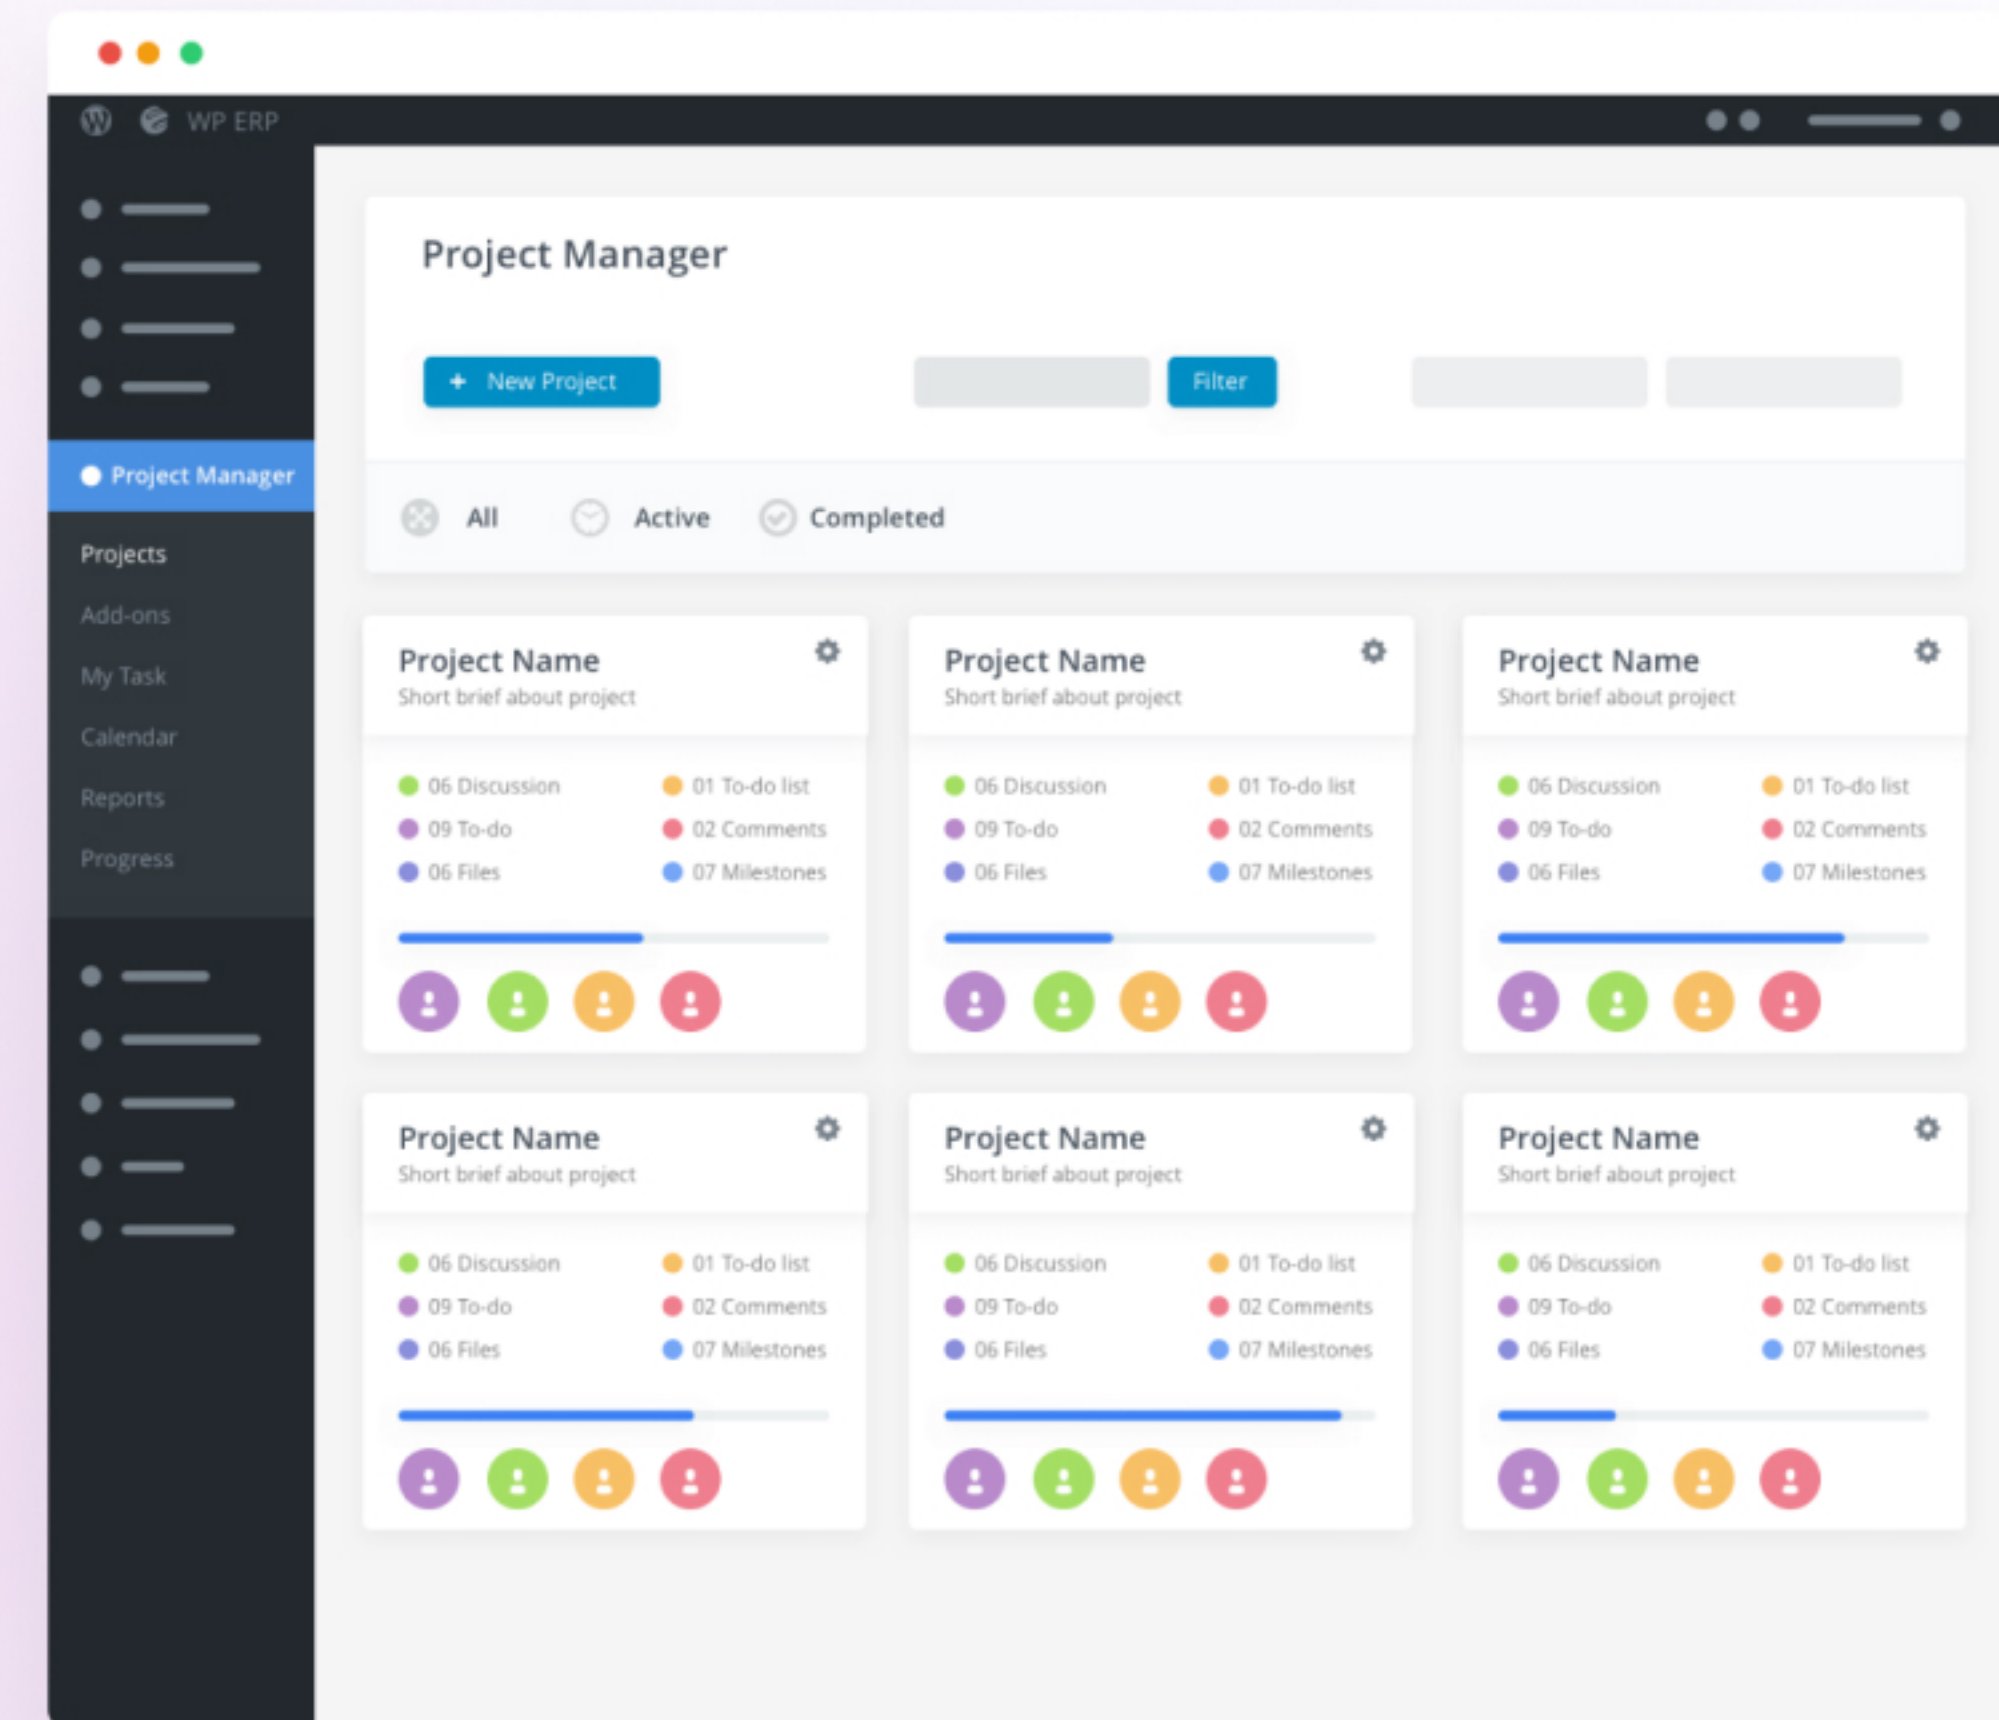 WP ERP
Project Manager
Projects
Add-ons
My Task
Calendar
Reports
Progress
Project Manager
+ New Project
Filter
All Active Completed
Project Name
Short brief about project
06 Discussion 01 To-do list
09 To-do 02 Comments
06 Files 07 Milestones
Project Name
Short brief about project
06 Discussion 01 To-do list
09 To-do 02 Comments
06 Files 07 Milestones
Project Name
Short brief about project
06 Discussion 01 To-do list
09 To-do 02 Comments
06 Files 07 Milestones
Project Name
Short brief about project
06 Discussion 01 To-do list
09 To-do 02 Comments
06 Files 07 Milestones
Project Name
Short brief about project
06 Discussion 01 To-do list
09 To-do 02 Comments
06 Files 07 Milestones
Project Name
Short brief about project
06 Discussion 01 To-do list
09 To-do 02 Comments
06 Files 07 Milestones